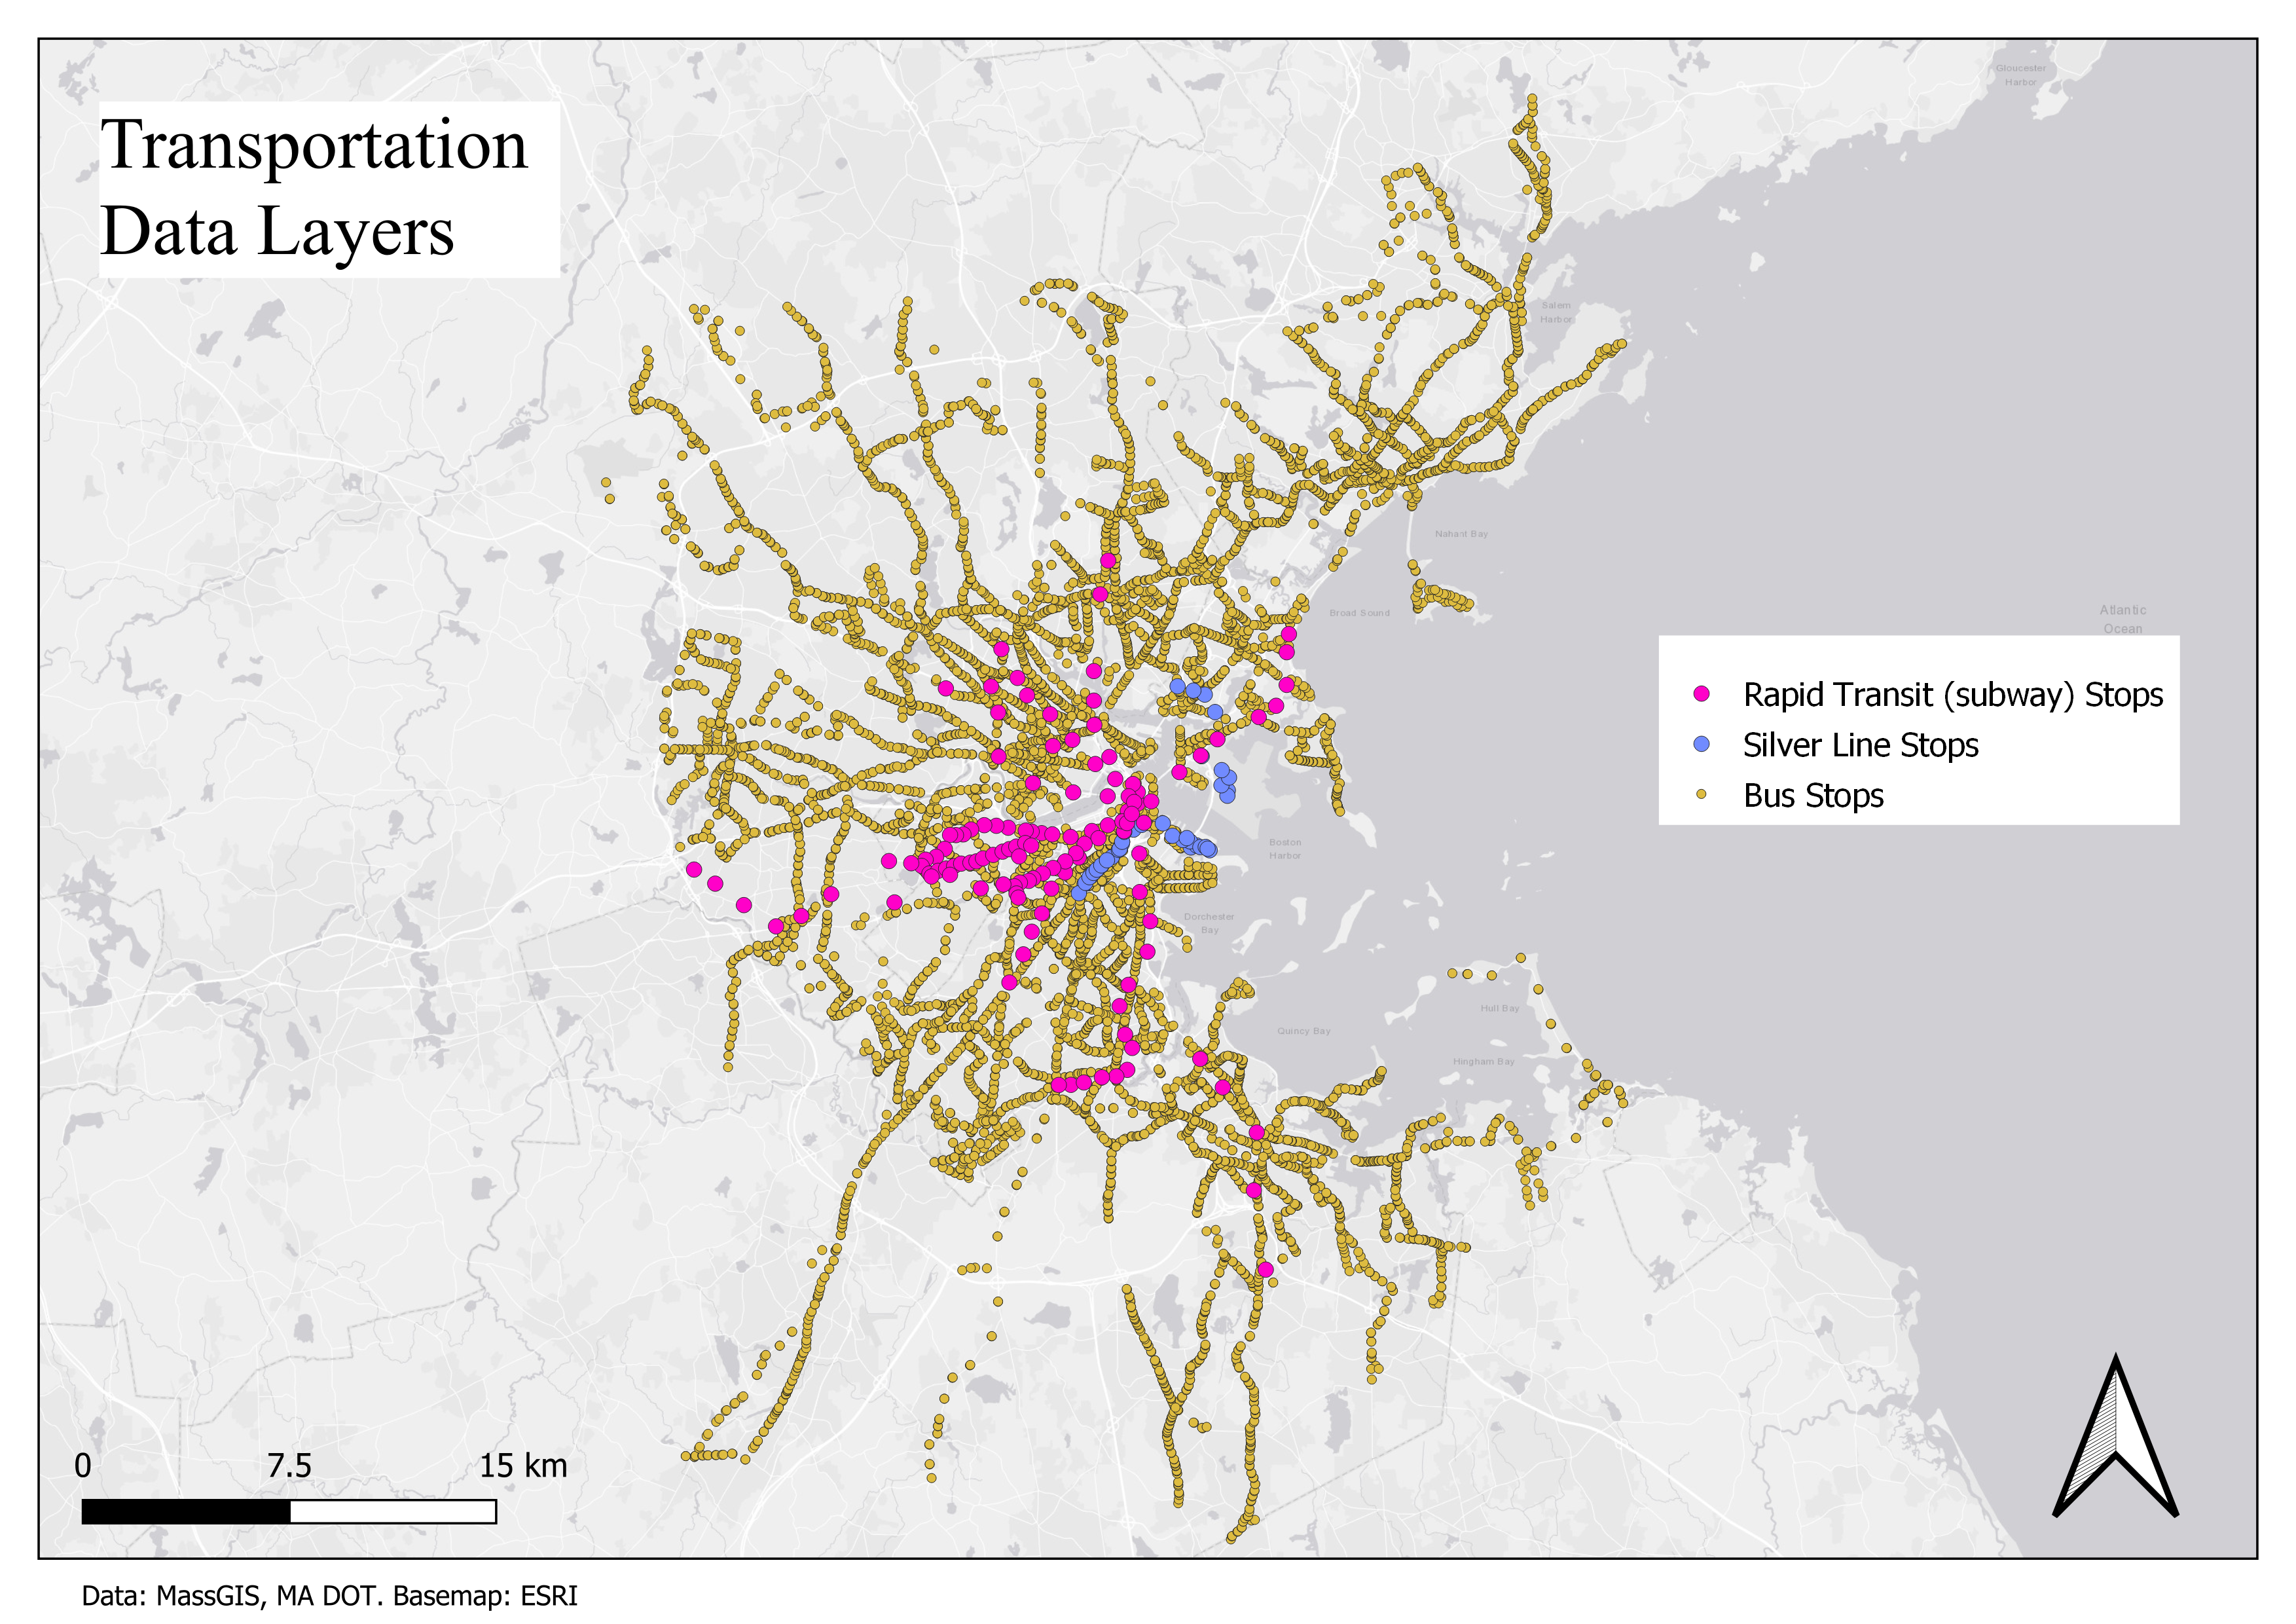 Transportation
Data Layers
Gloucester
Harbor
Salem
Harbor
Nahant Bay
Broad Sound
Atlantic
Ocean
Rapid Transit (subway) Stops
Silver Line Stops
Bus Stops
Boston
Harbor
Dorchester
Bay
Hull Bay
Quincy Bay
Hingham Bay
0 7.5 15 km
Data: MassGIS, MA DOT. Basemap: ESRI